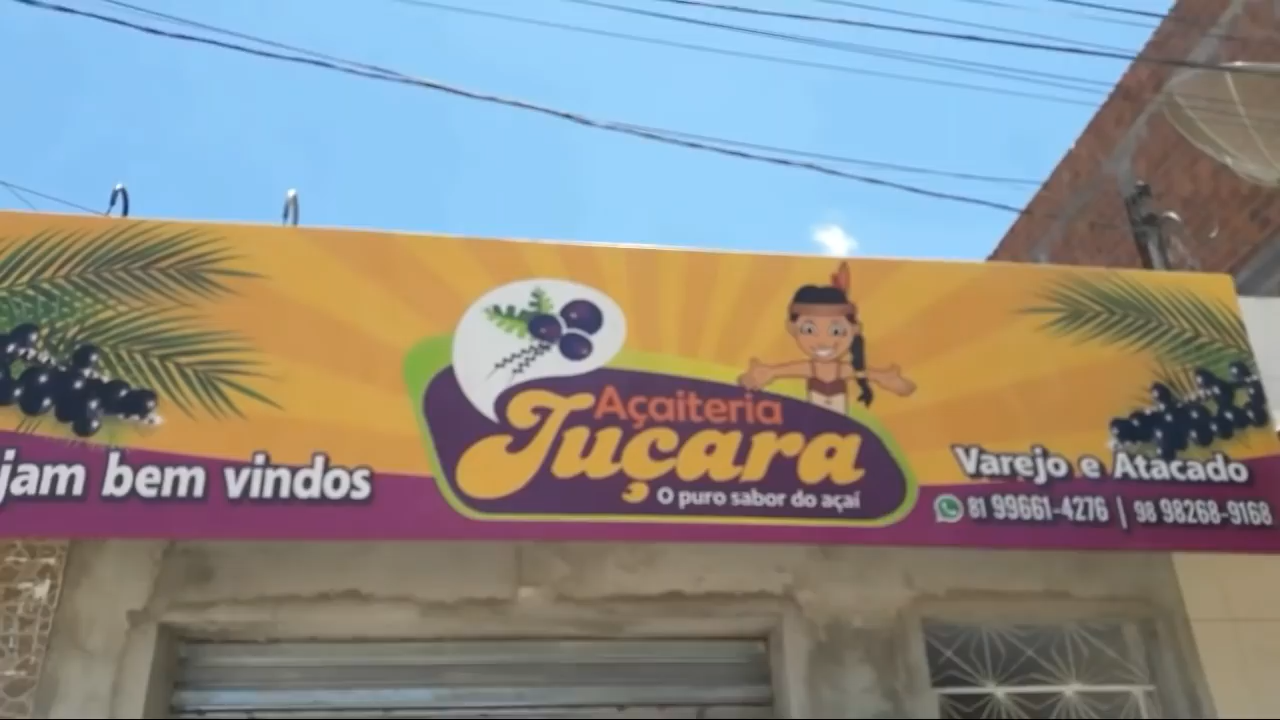 jam bem vindos
Açaiteria
Juçara
O puro sabor do açaí
Varejo e Atacado
81 99661-4276 | 98 98268-9168